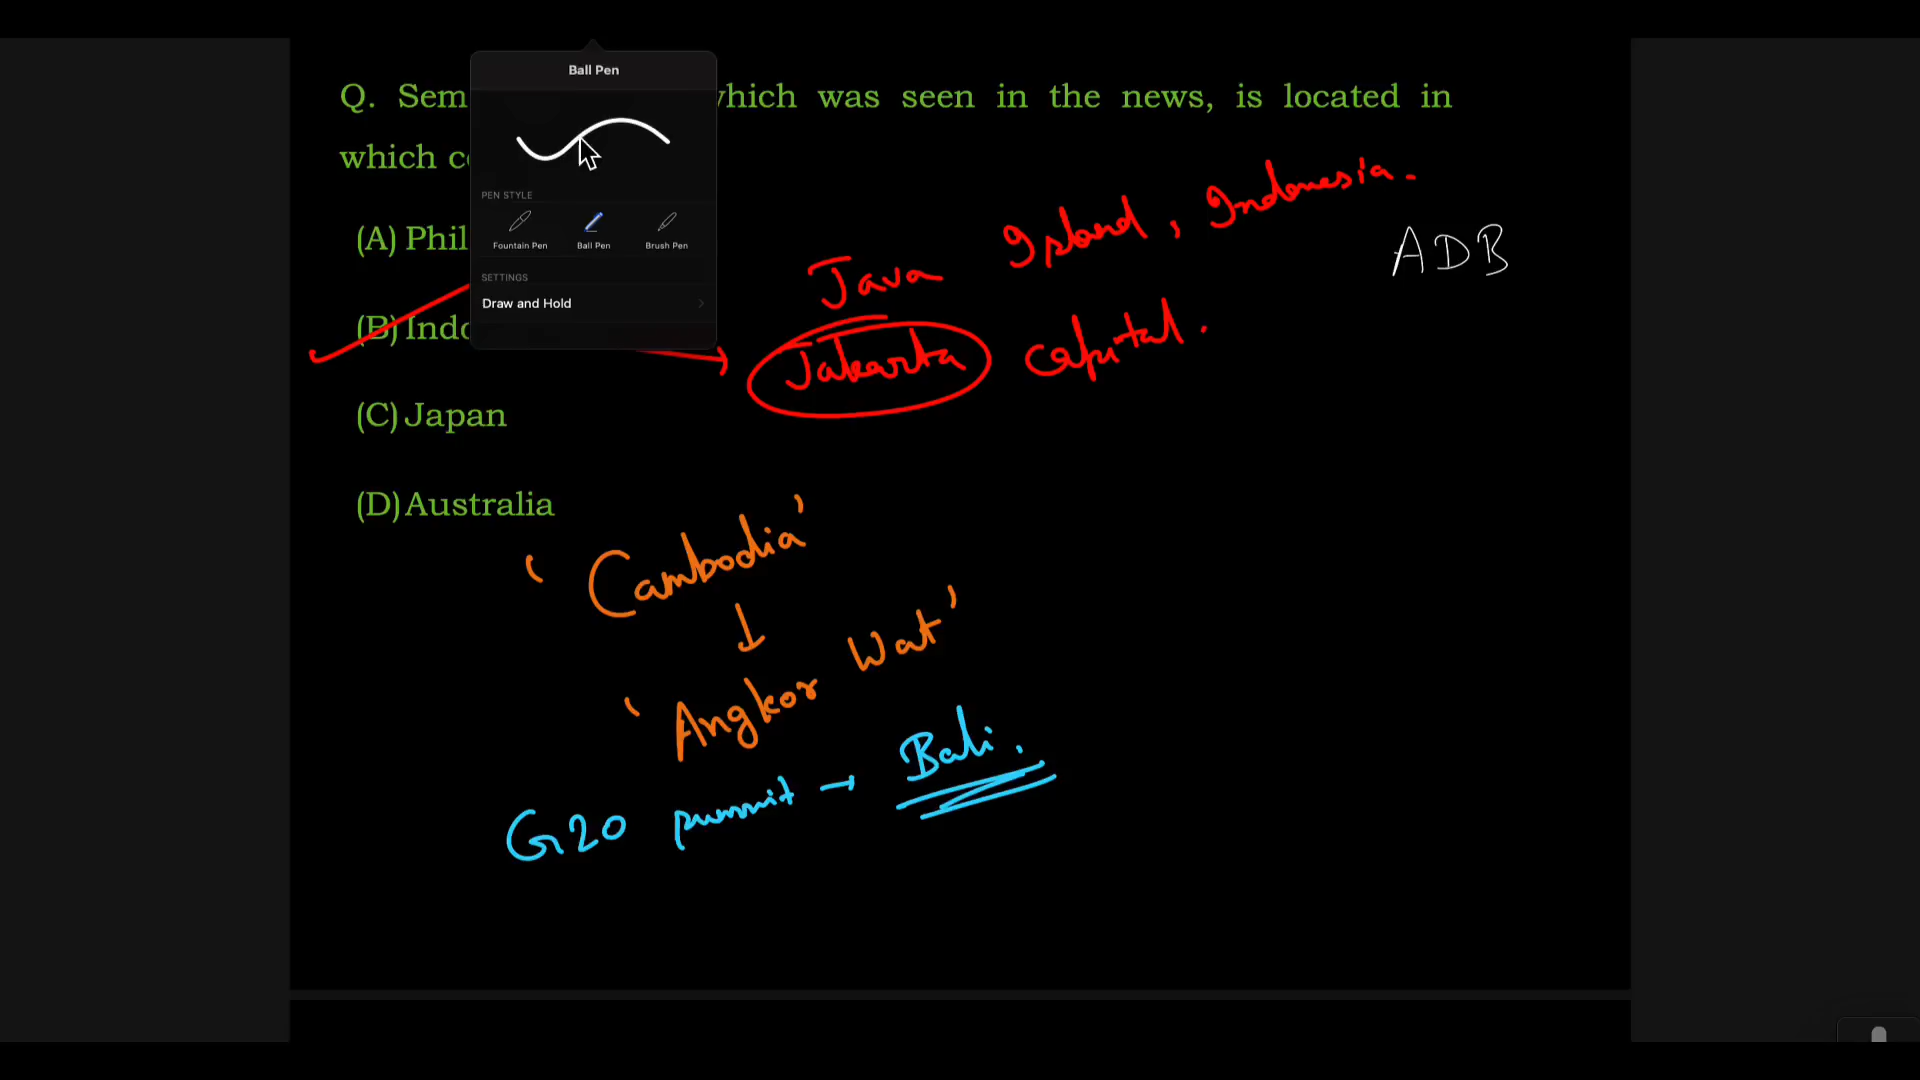 Ball Pen
Q. Sem which was seen in the news, is located in
which co
PEN STYLE
Fountain Pen Ball Pen Brush Pen
SETTINGS
Draw and Hold
(A) Phil
Java Island, Indonesia.
ADB
(B) Indo
Jakarta capital.
(C) Japan
(D) Australia
'Cambodia'
'Angkor Wat'
G20 summit → Bali.